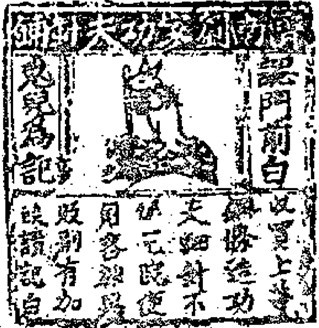 濟南劉家功夫針鋪
認門前白
兔兒為記
收買上等
鋼條造功
夫細針不
宅院使
用客轉
販別有加
饒請記白